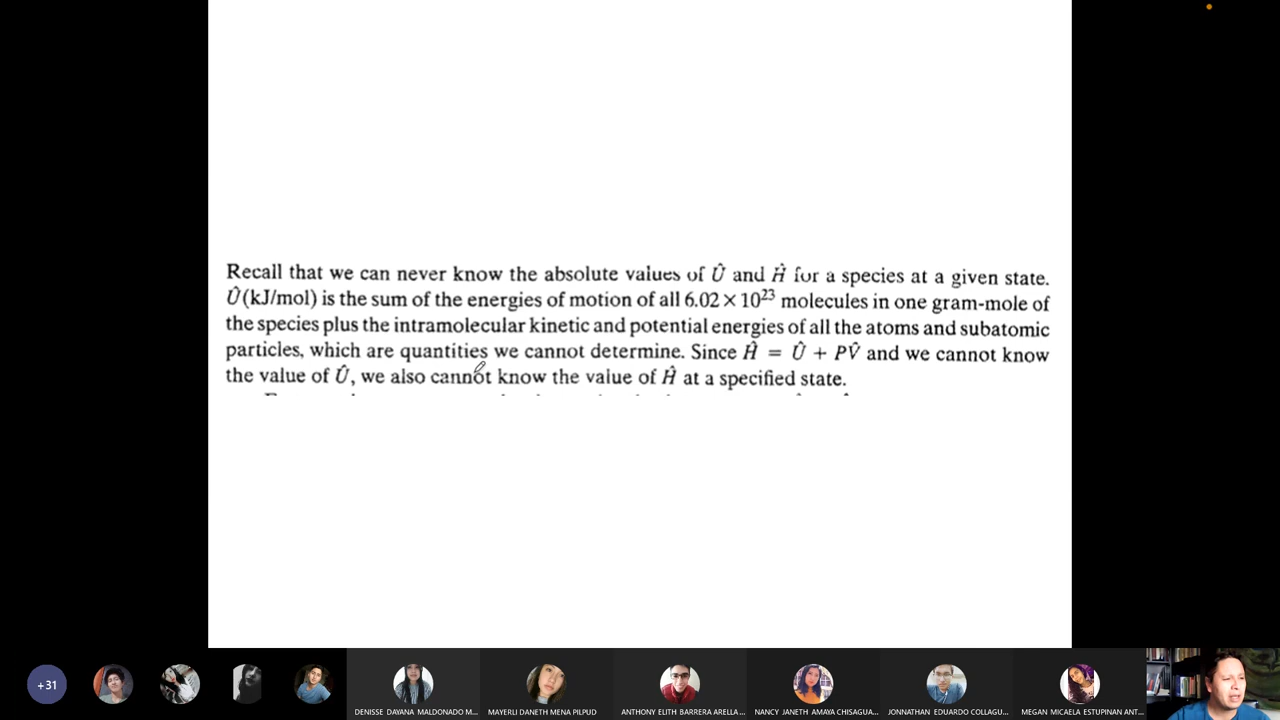 Recall that we can never know the absolute values of Û and Ĥ for a species at a given state.
Û(kJ/mol) is the sum of the energies of motion of all 6.02 × 10²³ molecules in one gram-mole of
the species plus the intramolecular kinetic and potential energies of all the atoms and subatomic
particles, which are quantities we cannot determine. Since Ĥ = Û + PV̂ and we cannot know
the value of Û, we also cannot know the value of Ĥ at a specified state.
+31
DENISSE DAYANA MALDONADO M...
MAYERLI DANETH MENA PILPUD
ANTHONY ELITH BARRERA ARELLA...
NANCY JANETH AMAYA CHISAGUA...
JONNATHAN EDUARDO COLLAGU...
MEGAN MICAELA ESTUPINAN ANT...